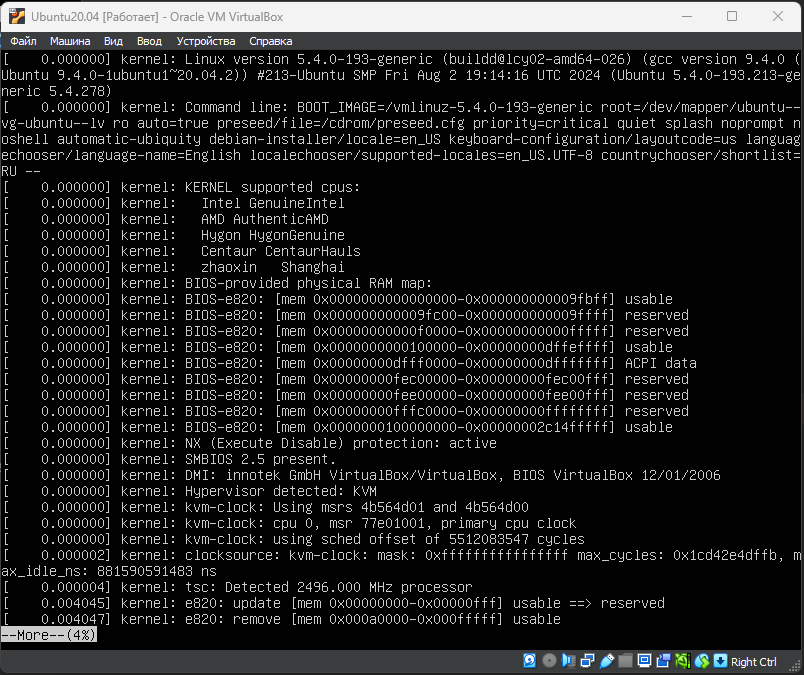 Ubuntu20.04 [Работает] - Oracle VM VirtualBox
Файл Машина Вид Ввод Устройства Справка
[    0.000000] kernel: Linux version 5.4.0-193-generic (buildd@lcy02-amd64-026) (gcc version 9.4.0 (
Ubuntu 9.4.0-1ubuntu1~20.04.2)) #213-Ubuntu SMP Fri Aug 2 19:14:16 UTC 2024 (Ubuntu 5.4.0-193.213-ge
neric 5.4.278)
[    0.000000] kernel: Command line: BOOT_IMAGE=/vmlinuz-5.4.0-193-generic root=/dev/mapper/ubuntu--
vg-ubuntu--lv ro auto=true preseed/file=/cdrom/preseed.cfg priority=critical quiet splash noprompt n
oshell automatic-ubiquity debian-installer/locale=en_US keyboard-configuration/layoutcode=us languag
echooser/language-name=English localechooser/supported-locales=en_US.UTF-8 countrychooser/shortlist=
RU --
[    0.000000] kernel: KERNEL supported cpus:
[    0.000000] kernel:   Intel GenuineIntel
[    0.000000] kernel:   AMD AuthenticAMD
[    0.000000] kernel:   Hygon HygonGenuine
[    0.000000] kernel:   Centaur CentaurHauls
[    0.000000] kernel:   zhaoxin   Shanghai
[    0.000000] kernel: BIOS-provided physical RAM map:
[    0.000000] kernel: BIOS-e820: [mem 0x0000000000000000-0x000000000009fbff] usable
[    0.000000] kernel: BIOS-e820: [mem 0x000000000009fc00-0x000000000009ffff] reserved
[    0.000000] kernel: BIOS-e820: [mem 0x00000000000f0000-0x00000000000fffff] reserved
[    0.000000] kernel: BIOS-e820: [mem 0x0000000000100000-0x00000000dffeffff] usable
[    0.000000] kernel: BIOS-e820: [mem 0x00000000dfff0000-0x00000000dfffffff] ACPI data
[    0.000000] kernel: BIOS-e820: [mem 0x00000000fec00000-0x00000000fec00fff] reserved
[    0.000000] kernel: BIOS-e820: [mem 0x00000000fee00000-0x00000000fee00fff] reserved
[    0.000000] kernel: BIOS-e820: [mem 0x00000000fffc0000-0x00000000ffffffff] reserved
[    0.000000] kernel: BIOS-e820: [mem 0x0000000100000000-0x00000002c14fffff] usable
[    0.000000] kernel: NX (Execute Disable) protection: active
[    0.000000] kernel: SMBIOS 2.5 present.
[    0.000000] kernel: DMI: innotek GmbH VirtualBox/VirtualBox, BIOS VirtualBox 12/01/2006
[    0.000000] kernel: Hypervisor detected: KVM
[    0.000000] kernel: kvm-clock: Using msrs 4b564d01 and 4b564d00
[    0.000000] kernel: kvm-clock: cpu 0, msr 77e01001, primary cpu clock
[    0.000000] kernel: kvm-clock: using sched offset of 5512083547 cycles
[    0.000002] kernel: clocksource: kvm-clock: mask: 0xffffffffffffffff max_cycles: 0x1cd42e4dffb, m
ax_idle_ns: 881590591483 ns
[    0.000004] kernel: tsc: Detected 2496.000 MHz processor
[    0.004045] kernel: e820: update [mem 0x00000000-0x00000fff] usable ==> reserved
[    0.004047] kernel: e820: remove [mem 0x000a0000-0x000fffff] usable
--More--(4%)
Right Ctrl